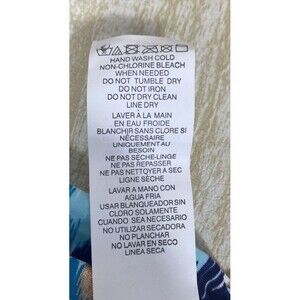 HAND WASH COLD
NON-CHLORINE BLEACH
WHEN NEEDED
DO NOT TUMBLE DRY
DO NOT IRON
DO NOT DRY CLEAN
LINE DRY
LAVER À LA MAIN
EN EAU FROIDE
BLANCHIR SANS CLORE SI
NÉCESSAIRE
UNIQUEMENT AU
BESOIN
NE PAS SÈCHE-LINGE
NE PAS REPASSER
NE PAS NETTOYER A SEC
LIGNE SÈCHE
LAVAR A MANO CON
AGUA FRIA
USAR BLANQUEADOR SIN
CLORO SOLAMENTE
CUANDO SEA NECESARIO
NO UTILIZAR SECADORA
NO PLANCHAR
NO LAVAR EN SECO
LINEA SECA